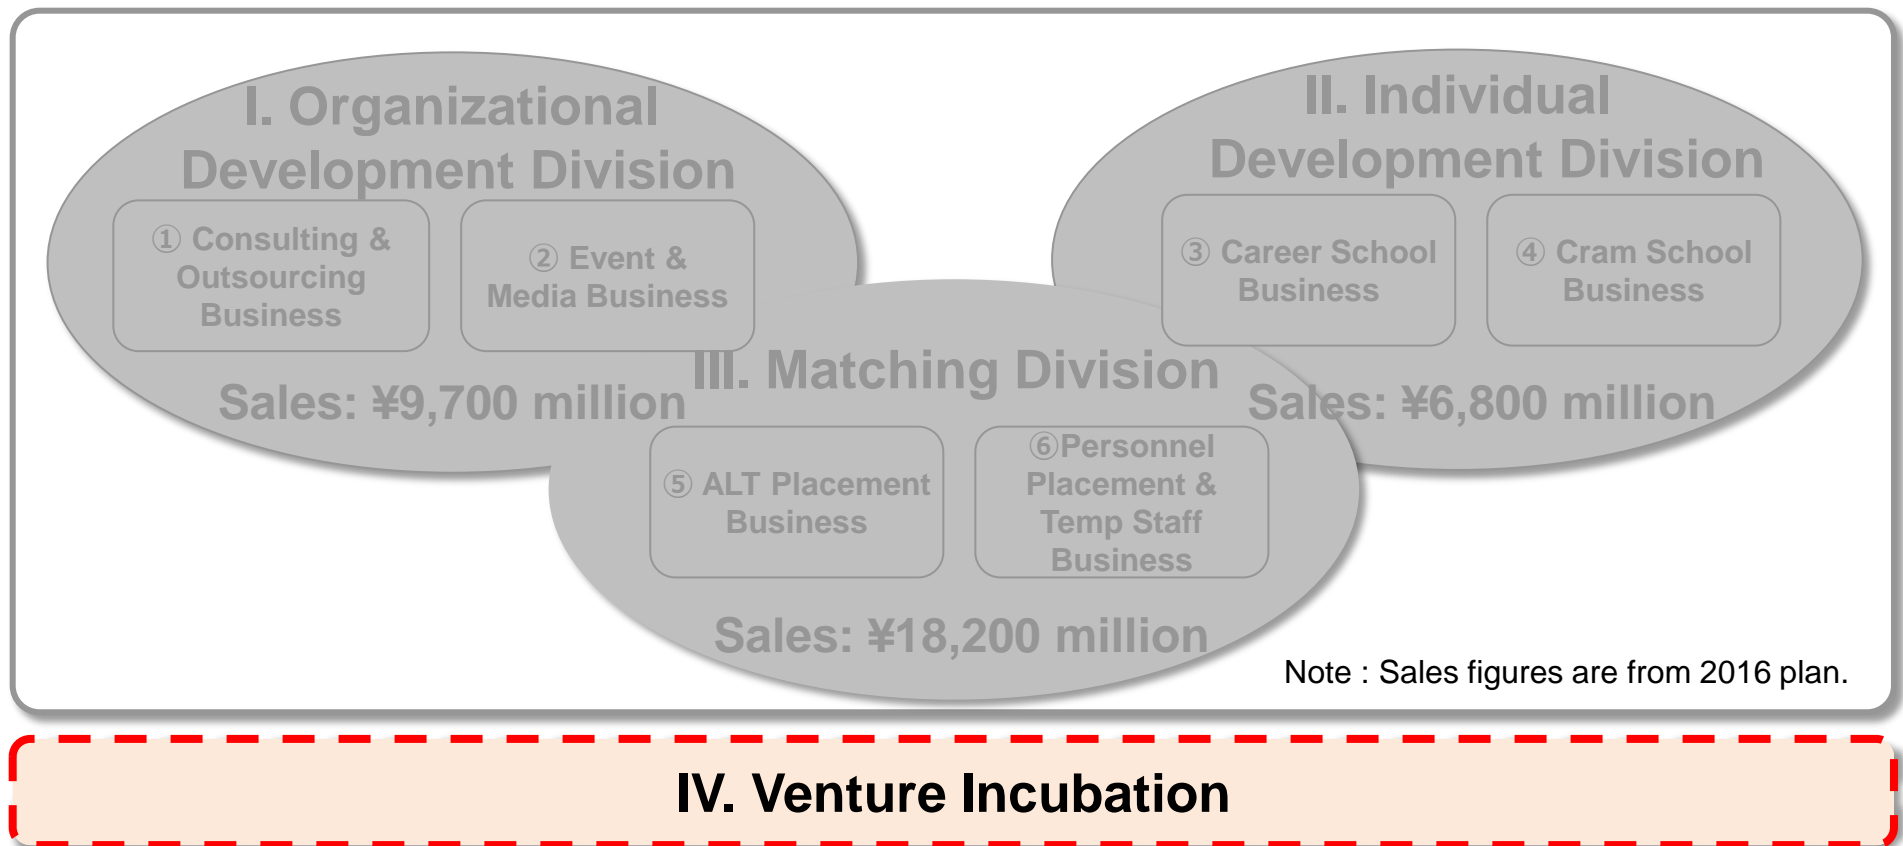 I. Organizational
Development Division
① Consulting &
Outsourcing
Business
② Event &
Media Business
Sales: ¥9,700 million
II. Individual
Development Division
③ Career School
Business
④ Cram School
Business
Sales: ¥6,800 million
III. Matching Division
⑤ ALT Placement
Business
⑥Personnel
Placement &
Temp Staff
Business
Sales: ¥18,200 million
Note : Sales figures are from 2016 plan.
IV. Venture Incubation